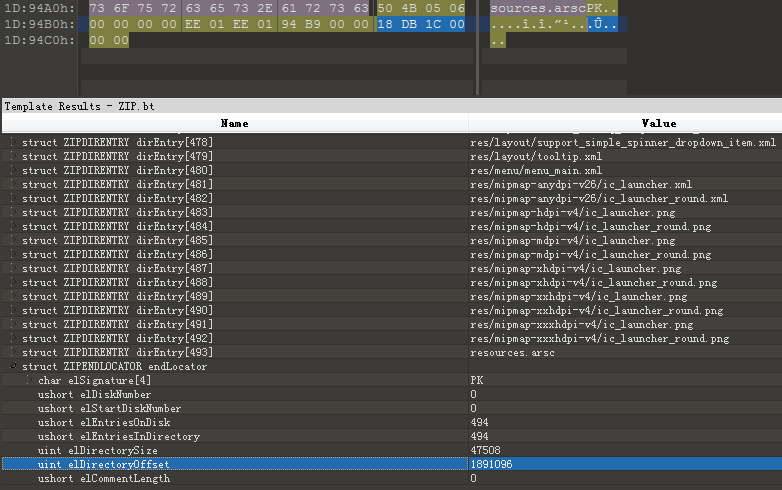 1D:94A0h: 73 6F 75 72 63 65 73 2E 61 72 73 63 50 4B 05 06 sources.arscPK..
1D:94B0h: 00 00 00 00 EE 01 EE 01 94 B9 00 00 18 DB 1C 00 ....î.î.”¹...Û..
1D:94C0h: 00 00 ..
Template Results - ZIP.bt
Name Value
struct ZIPDIRENTRY dirEntry[478] res/layout/support_simple_spinner_dropdown_item.xml
struct ZIPDIRENTRY dirEntry[479] res/layout/tooltip.xml
struct ZIPDIRENTRY dirEntry[480] res/menu/menu_main.xml
struct ZIPDIRENTRY dirEntry[481] res/mipmap-anydpi-v26/ic_launcher.xml
struct ZIPDIRENTRY dirEntry[482] res/mipmap-anydpi-v26/ic_launcher_round.xml
struct ZIPDIRENTRY dirEntry[483] res/mipmap-hdpi-v4/ic_launcher.png
struct ZIPDIRENTRY dirEntry[484] res/mipmap-hdpi-v4/ic_launcher_round.png
struct ZIPDIRENTRY dirEntry[485] res/mipmap-mdpi-v4/ic_launcher.png
struct ZIPDIRENTRY dirEntry[486] res/mipmap-mdpi-v4/ic_launcher_round.png
struct ZIPDIRENTRY dirEntry[487] res/mipmap-xhdpi-v4/ic_launcher.png
struct ZIPDIRENTRY dirEntry[488] res/mipmap-xhdpi-v4/ic_launcher_round.png
struct ZIPDIRENTRY dirEntry[489] res/mipmap-xxhdpi-v4/ic_launcher.png
struct ZIPDIRENTRY dirEntry[490] res/mipmap-xxhdpi-v4/ic_launcher_round.png
struct ZIPDIRENTRY dirEntry[491] res/mipmap-xxxhdpi-v4/ic_launcher.png
struct ZIPDIRENTRY dirEntry[492] res/mipmap-xxxhdpi-v4/ic_launcher_round.png
struct ZIPDIRENTRY dirEntry[493] resources.arsc
struct ZIPENDLOCATOR endLocator
char elSignature[4] PK
ushort elDiskNumber 0
ushort elStartDiskNumber 0
ushort elEntriesOnDisk 494
ushort elEntriesInDirectory 494
uint elDirectorySize 47508
uint elDirectoryOffset 1891096
ushort elCommentLength 0